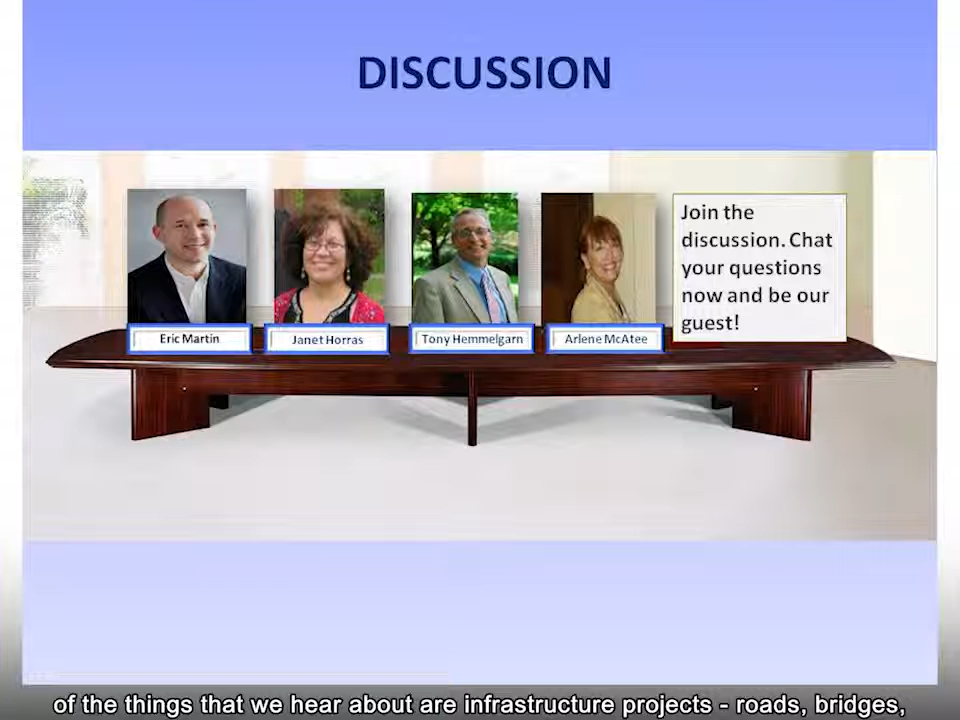 DISCUSSION
Join the
discussion. Chat
your questions
now and be our
guest!
Eric Martin
Janet Horras
Tony Hemmelgarn
Arlene McAtee
of the things that we hear about are infrastructure projects - roads, bridges,